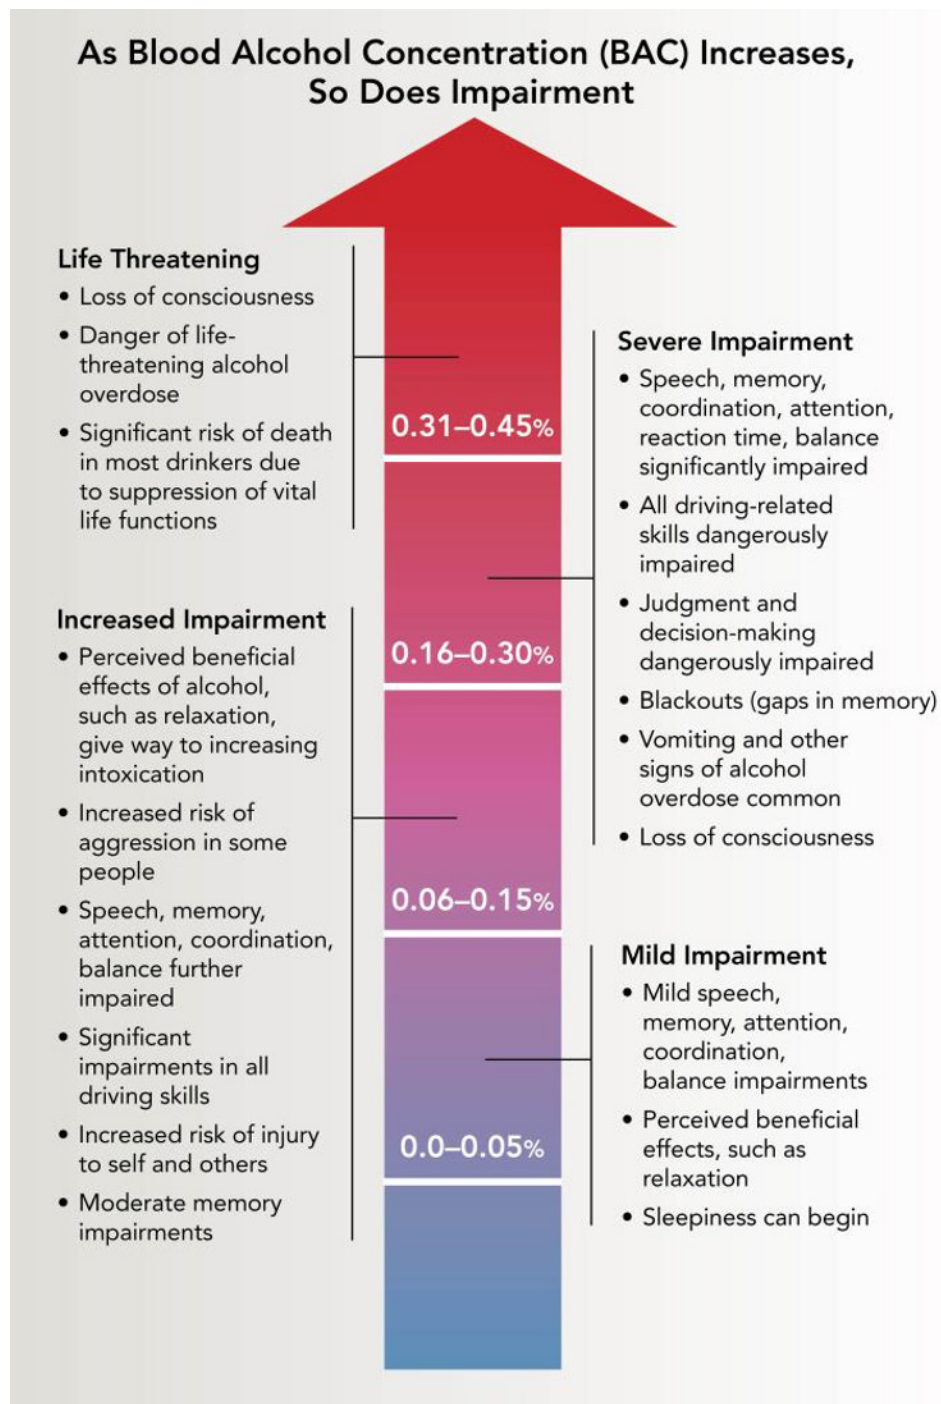 As Blood Alcohol Concentration (BAC) Increases,
So Does Impairment
Life Threatening
• Loss of consciousness
• Danger of life-
threatening alcohol
overdose
• Significant risk of death
in most drinkers due
to suppression of vital
life functions
0.31–0.45%
Severe Impairment
• Speech, memory,
coordination, attention,
reaction time, balance
significantly impaired
• All driving-related
skills dangerously
impaired
• Judgment and
decision-making
dangerously impaired
• Blackouts (gaps in memory)
• Vomiting and other
signs of alcohol
overdose common
• Loss of consciousness
0.16–0.30%
Increased Impairment
• Perceived beneficial
effects of alcohol,
such as relaxation,
give way to increasing
intoxication
• Increased risk of
aggression in some
people
• Speech, memory,
attention, coordination,
balance further
impaired
• Significant
impairments in all
driving skills
• Increased risk of injury
to self and others
• Moderate memory
impairments
0.06–0.15%
Mild Impairment
• Mild speech,
memory, attention,
coordination,
balance impairments
• Perceived beneficial
effects, such as
relaxation
• Sleepiness can begin
0.0–0.05%